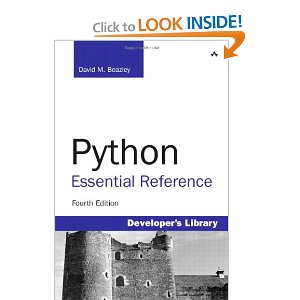 Click to LOOK INSIDE!
David M. Beazley
Python
Essential Reference
Fourth Edition
Developer's Library